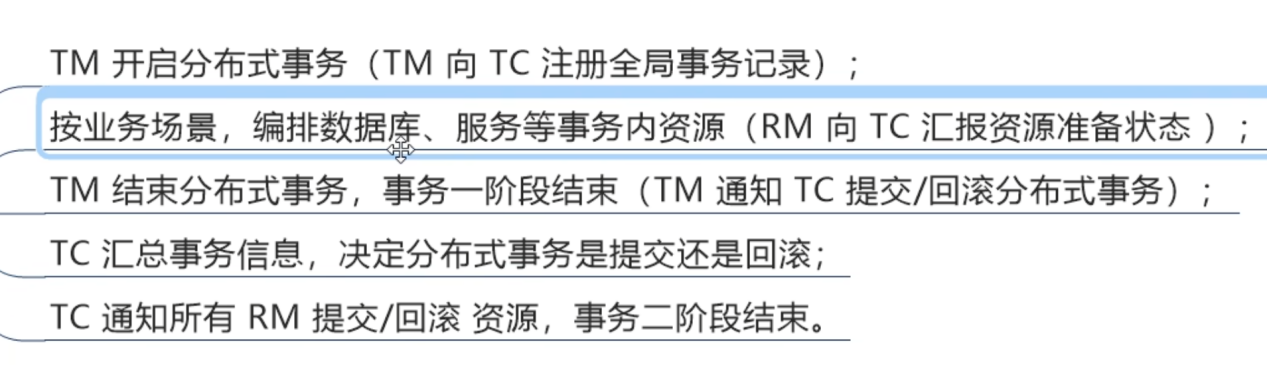 TM 开启分布式事务（TM 向 TC 注册全局事务记录）;
按业务场景，编排数据库、服务等事务内资源（RM 向 TC 汇报资源准备状态 ）;
TM 结束分布式事务，事务一阶段结束（TM 通知 TC 提交/回滚分布式事务）;
TC 汇总事务信息，决定分布式事务是提交还是回滚;
TC 通知所有 RM 提交/回滚 资源，事务二阶段结束。